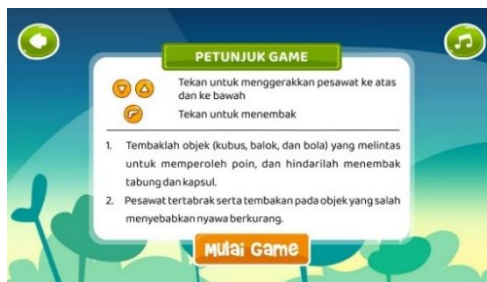 PETUNJUK GAME
Tekan untuk menggerakkan pesawat ke atas
dan ke bawah
Tekan untuk menembak
1. Tembaklah objek (kubus, balok, dan bola) yang melintas
untuk memperoleh poin, dan hindarilah menembak
tabung dan kapsul.
2. Pesawat tertabrak serta tembakan pada objek yang salah
menyebabkan nyawa berkurang.
Mulai Game